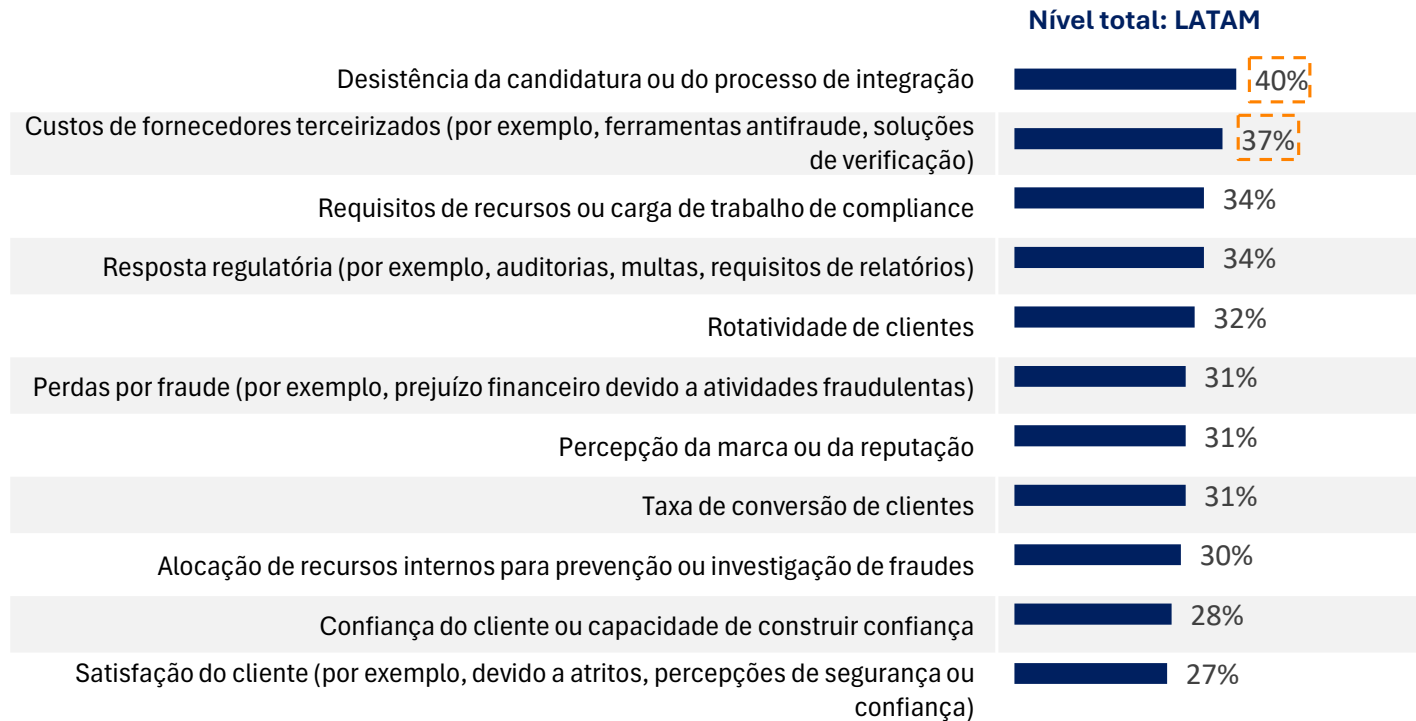 Nível total: LATAM
Desistência da candidatura ou do processo de integração
40%
Custos de fornecedores terceirizados (por exemplo, ferramentas antifraude, soluções
de verificação)
37%
Requisitos de recursos ou carga de trabalho de compliance
34%
Resposta regulatória (por exemplo, auditorias, multas, requisitos de relatórios)
34%
Rotatividade de clientes
32%
Perdas por fraude (por exemplo, prejuízo financeiro devido a atividades fraudulentas)
31%
Percepção da marca ou da reputação
31%
Taxa de conversão de clientes
31%
Alocação de recursos internos para prevenção ou investigação de fraudes
30%
Confiança do cliente ou capacidade de construir confiança
28%
Satisfação do cliente (por exemplo, devido a atritos, percepções de segurança ou
confiança)
27%